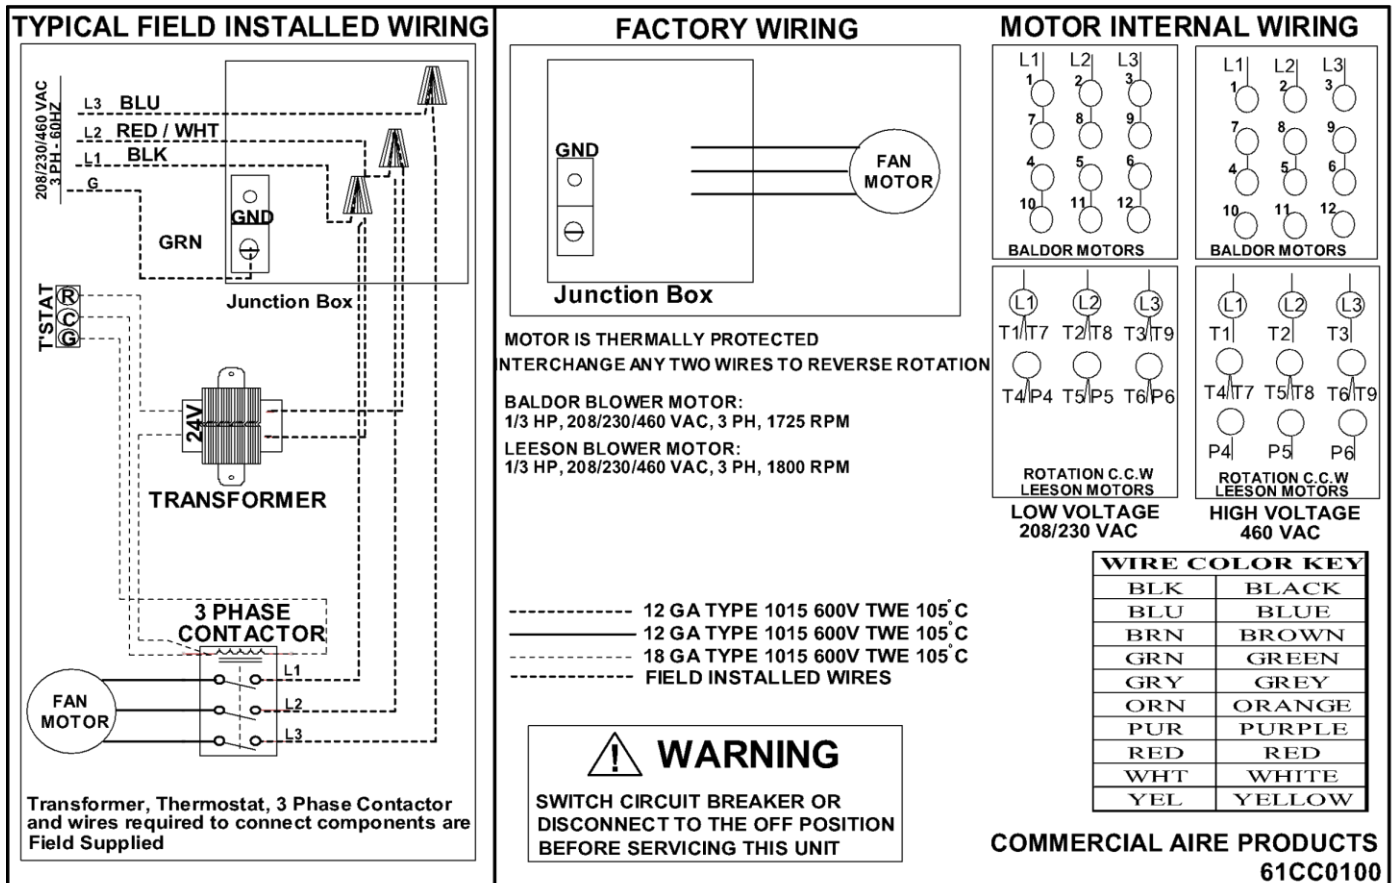 TYPICAL FIELD INSTALLED WIRING
208/230/460 VAC
3 PH - 60HZ
L3 BLU
L2 RED / WHT
L1 BLK
G
GND
GRN
Junction Box
T'STAT
R
C
G
24V
TRANSFORMER
3 PHASE
CONTACTOR
L1
L2
L3
FAN
MOTOR
Transformer, Thermostat, 3 Phase Contactor
and wires required to connect components are
Field Supplied
FACTORY WIRING
GND
FAN
MOTOR
Junction Box
MOTOR IS THERMALLY PROTECTED
INTERCHANGE ANY TWO WIRES TO REVERSE ROTATION
BALDOR BLOWER MOTOR:
1/3 HP, 208/230/460 VAC, 3 PH, 1725 RPM
LEESON BLOWER MOTOR:
1/3 HP, 208/230/460 VAC, 3 PH, 1800 RPM
12 GA TYPE 1015 600V TWE 105°C
12 GA TYPE 1015 600V TWE 105°C
18 GA TYPE 1015 600V TWE 105°C
FIELD INSTALLED WIRES
WARNING
SWITCH CIRCUIT BREAKER OR
DISCONNECT TO THE OFF POSITION
BEFORE SERVICING THIS UNIT
MOTOR INTERNAL WIRING
L1 L2 L3
1 2 3
7 8 9
4 5 6
10 11 12
BALDOR MOTORS
L1 L2 L3
1 2 3
7 8 9
4 5 6
10 11 12
BALDOR MOTORS
L1 L2 L3
T1 T7 T2 T8 T3 T9
T4 P4 T5 P5 T6 P6
ROTATION C.C.W
LEESON MOTORS
LOW VOLTAGE
208/230 VAC
L1 L2 L3
T1 T2 T3
T4 T7 T5 T8 T6 T9
P4 P5 P6
ROTATION C.C.W
LEESON MOTORS
HIGH VOLTAGE
460 VAC
WIRE COLOR KEY
BLK BLACK
BLU BLUE
BRN BROWN
GRN GREEN
GRY GREY
ORN ORANGE
PUR PURPLE
RED RED
WHT WHITE
YEL YELLOW
COMMERCIAL AIRE PRODUCTS
61CC0100